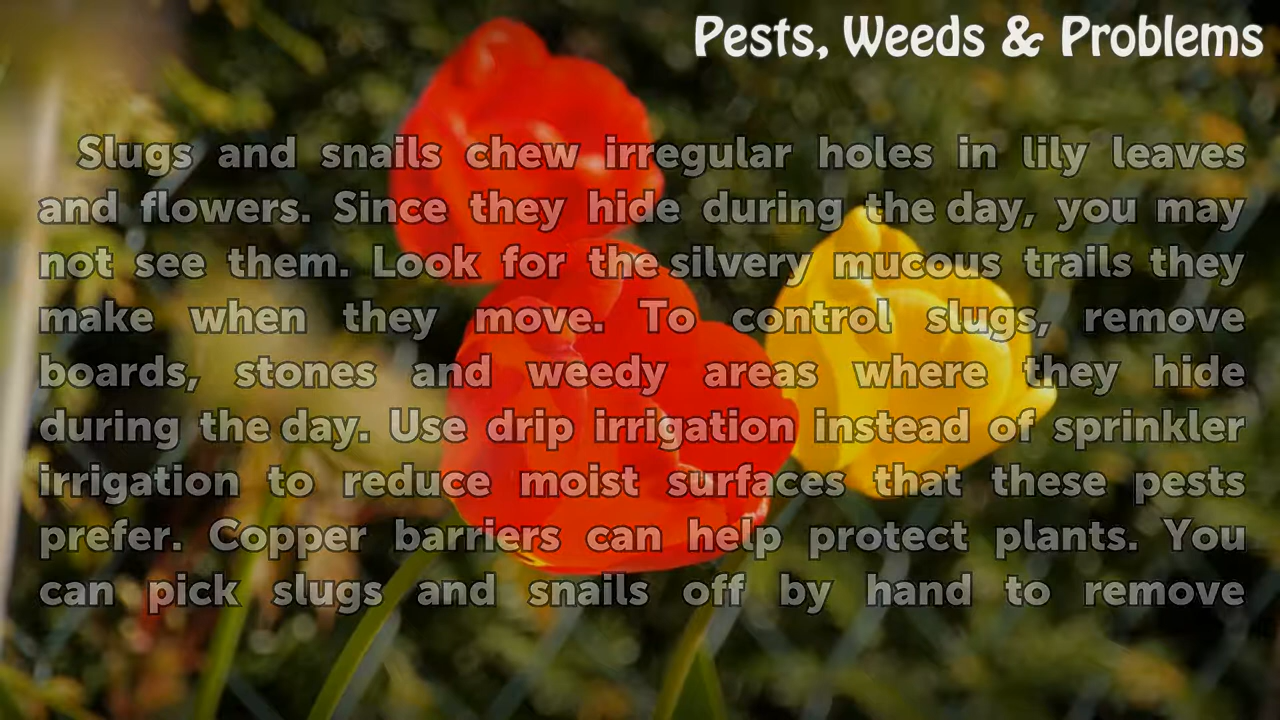 Pests, Weeds & Problems
Slugs and snails chew irregular holes in lily leaves
and flowers. Since they hide during the day, you may
not see them. Look for the silvery mucous trails they
make when they move. To control slugs, remove
boards, stones and weedy areas where they hide
during the day. Use drip irrigation instead of sprinkler
irrigation to reduce moist surfaces that these pests
prefer. Copper barriers can help protect plants. You
can pick slugs and snails off by hand to remove